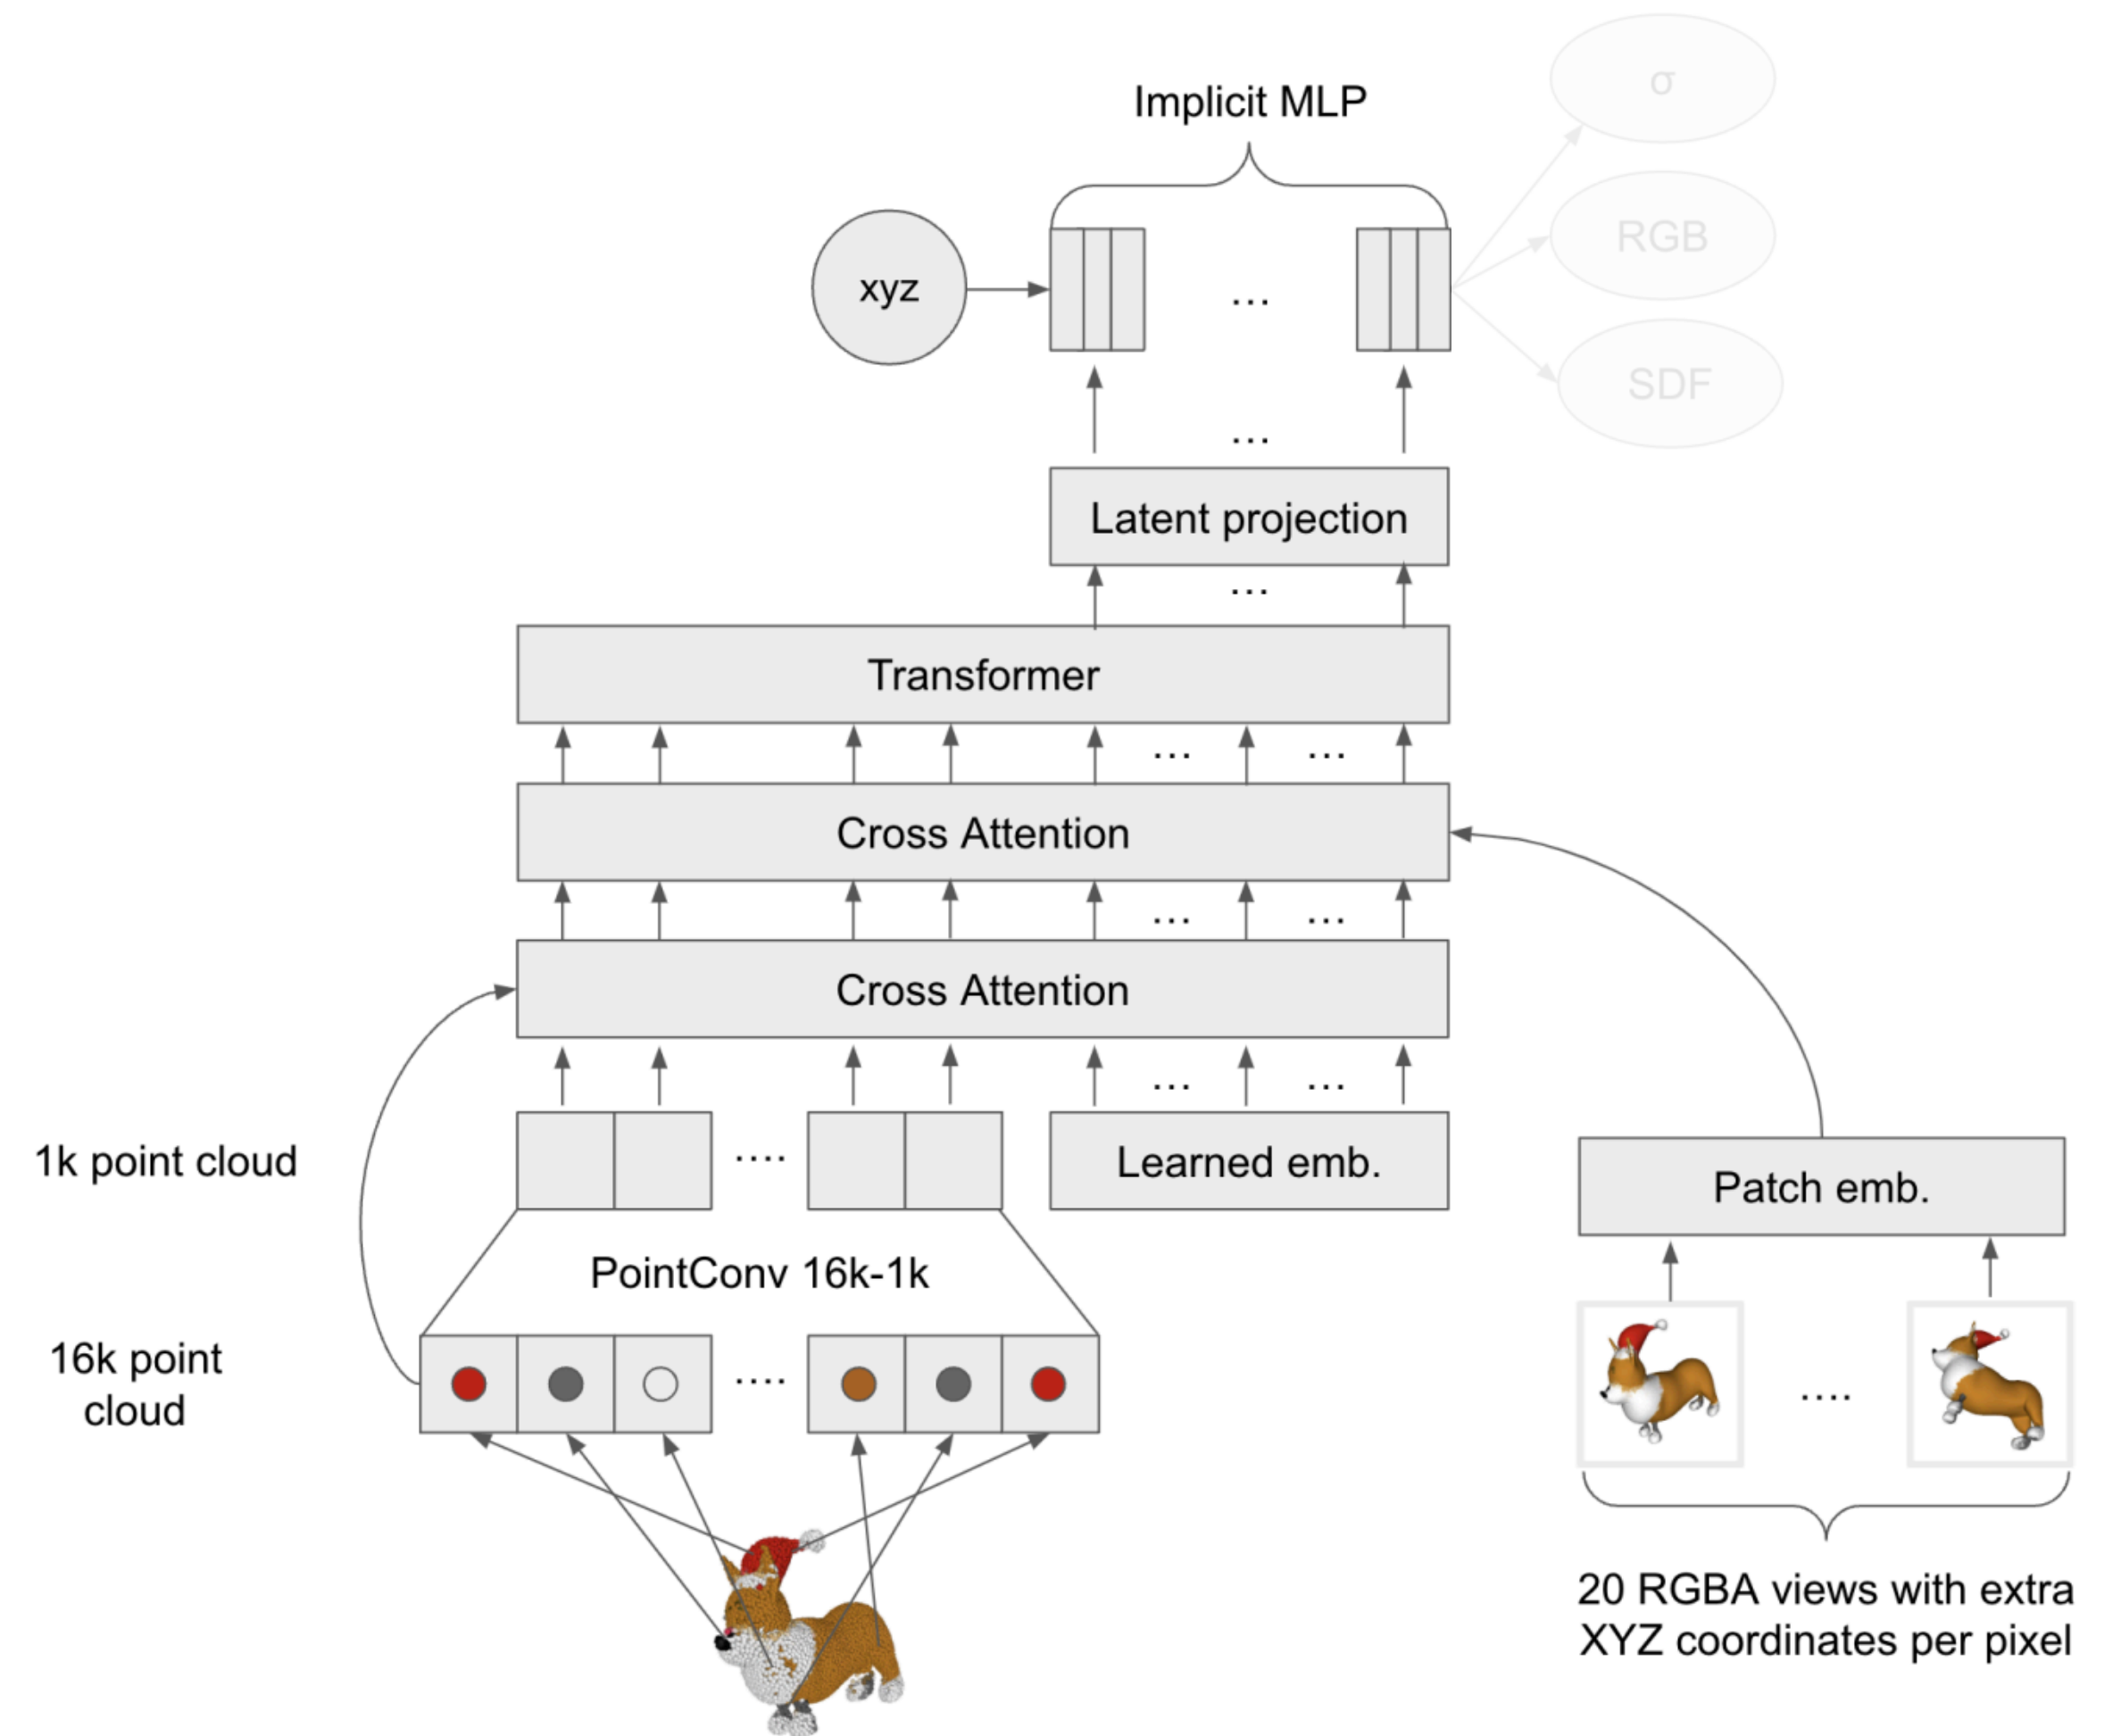 Implicit MLP
σ
xyz
...
RGB
SDF
...
Latent projection
...
Transformer
... ...
Cross Attention
... ...
Cross Attention
... ...
1k point cloud
....
Learned emb.
Patch emb.
PointConv 16k-1k
16k point
cloud
....
....
20 RGBA views with extra
XYZ coordinates per pixel